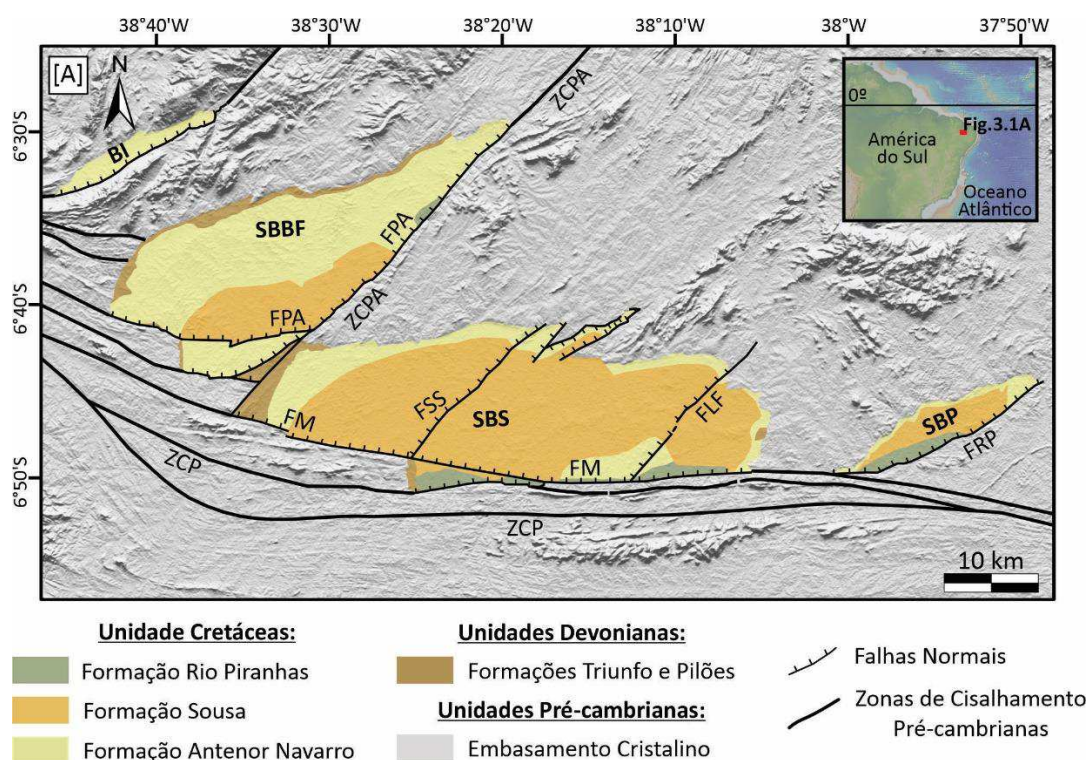 38°40'W
38°30'W
38°20'W
38°10'W
38°W
37°50'W
6°30'S
6°40'S
6°50'S
[A]
N
BI
SBBF
FPA
ZCPA
ZCPA
FPA
FM
FSS
SBS
FLF
FM
SBP
FRP
ZCP
ZCP
0º
Fig.3.1A
América
do Sul
Oceano
Atlântico
10 km
Unidade Cretáceas:
Formação Rio Piranhas
Formação Sousa
Formação Antenor Navarro
Unidades Devonianas:
Formações Triunfo e Pilões
Unidades Pré-cambrianas:
Embasamento Cristalino
Falhas Normais
Zonas de Cisalhamento
Pré-cambrianas